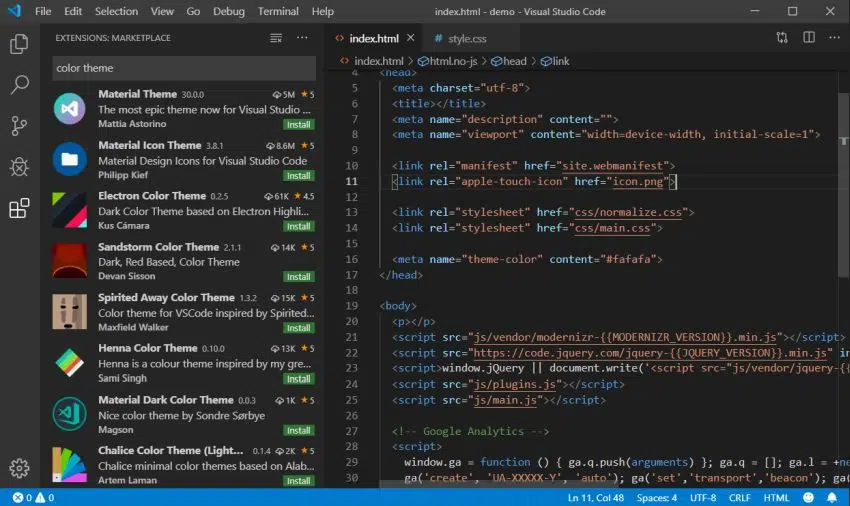 File Edit Selection View Go Debug Terminal Help index.html - demo - Visual Studio Code
EXTENSIONS: MARKETPLACE
color theme
Material Theme 30.0.0 5M ★ 5
The most epic theme now for Visual Studio ...
Mattia Astorino Install
Material Icon Theme 3.8.1 8.6M ★ 5
Material Design Icons for Visual Studio Code
Philipp Kief Install
Electron Color Theme 0.2.5 61K ★ 4.5
Dark Color Theme based on Electron Highli...
Kus Cámara Install
Sandstorm Color Theme 2.1.1 14K ★ 5
Dark, Red Based, Color Theme
Devan Sisson Install
Spirited Away Color Theme 1.3.2 15K ★ 5
Color theme for VSCode inspired by Spirited...
Maxfield Walker Install
Henna Color Theme 0.10.0 13K ★ 5
Henna is a colour theme inspired by my gre...
Sami Singh Install
Material Dark Color Theme 0.0.3 1K ★ 5
Nice color theme by Sondre Sørbye
Magson Install
Chalice Color Theme (Light... 0.1.4 2K ★ 5
Chalice minimal color themes based on Alab...
Artem Laman Install
index.html # style.css
index.html > html.no-js > head > link
4 <head>
5 <meta charset="utf-8">
6 <title></title>
7 <meta name="description" content="">
8 <meta name="viewport" content="width=device-width, initial-scale=1">
9
10 <link rel="manifest" href="site.webmanifest">
11 <link rel="apple-touch-icon" href="icon.png">
12
13 <link rel="stylesheet" href="css/normalize.css">
14 <link rel="stylesheet" href="css/main.css">
15
16 <meta name="theme-color" content="#fafafa">
17 </head>
18
19 <body>
20 <p></p>
21 <script src="js/vendor/modernizr-{{MODERNIZR_VERSION}}.min.js"></script>
22 <script src="https://code.jquery.com/jquery-{{JQUERY_VERSION}}.min.js" in
23 <script>window.jQuery || document.write('<script src="js/vendor/jquery-{{
24 <script src="js/plugins.js"></script>
25 <script src="js/main.js"></script>
26
27 <!-- Google Analytics -->
28 <script>
29 window.ga = function () { ga.q.push(arguments) }; ga.q = []; ga.l = +ne
30 ga('create', 'UA-XXXXX-Y', 'auto'); ga('set','transport','beacon'); ga(
0 0 Ln 11, Col 48 Spaces: 4 UTF-8 CRLF HTML